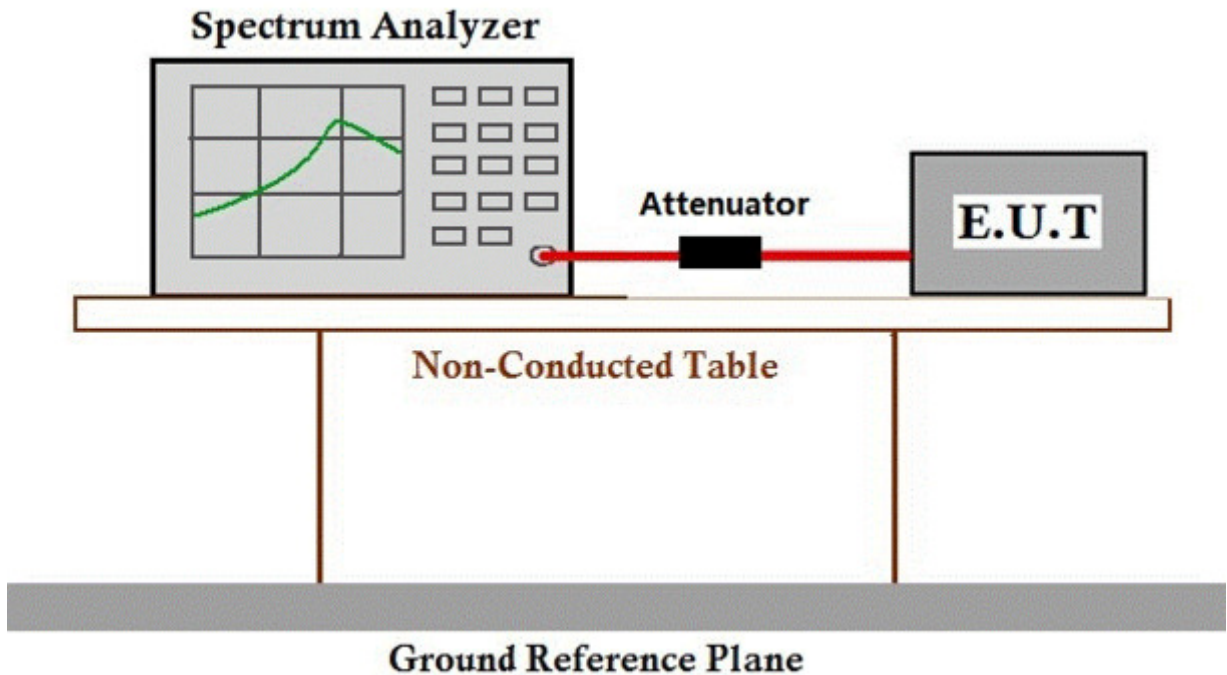 Spectrum Analyzer
Attenuator
E.U.T
Non-Conducted Table
Ground Reference Plane